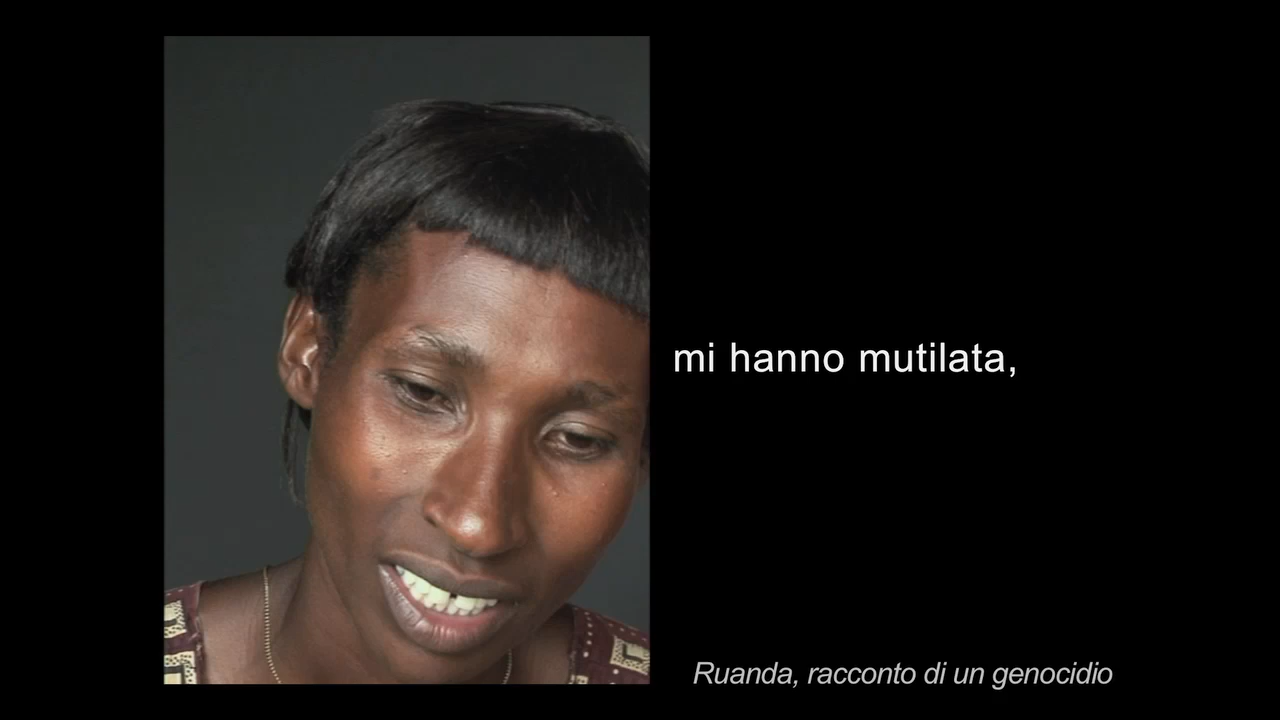 mi hanno mutilata,
Ruanda, racconto di un genocidio